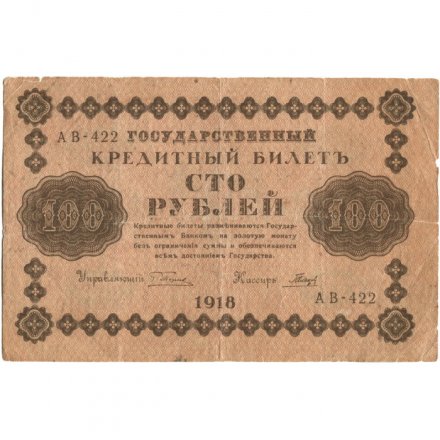 АВ-422 ГОСУДАРСТВЕННЫЙ
КРЕДИТНЫЙ БИЛЕТЪ
СТО
100 РУБЛЕЙ 100
Кредитные билеты размѣниваются Государ-
ственнымъ Банкомъ на золотую монету
безъ ограниченія суммы и обезпечиваются
всѣмъ достояніемъ Государства.
Управляющій Кассиръ
1918 АВ-422